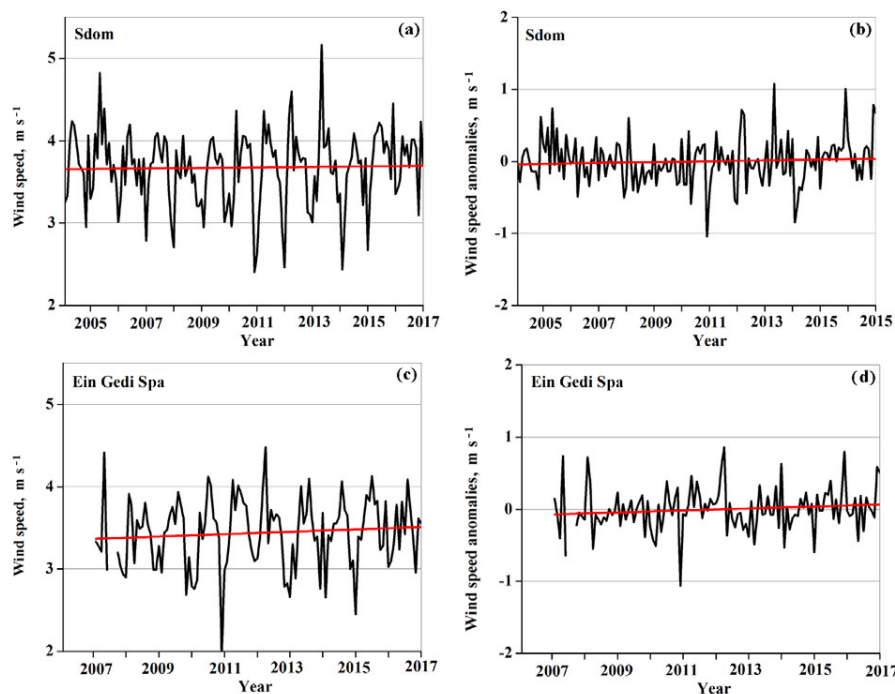 Sdom
(a)
Wind speed, m s⁻¹
5
4
3
2
2005 2007 2009 2011 2013 2015 2017
Year
Sdom
(b)
Wind speed anomalies, m s⁻¹
2
1
0
-1
-2
2005 2007 2009 2011 2014 2016 2015
Year
Ein Gedi Spa
(c)
Wind speed, m s⁻¹
5
4
3
2
2007 2009 2011 2013 2015 2017
Year
Ein Gedi Spa
(d)
Wind speed anomalies, m s⁻¹
2
1
0
-1
-2
2007 2009 2011 2013 2015 2017
Year